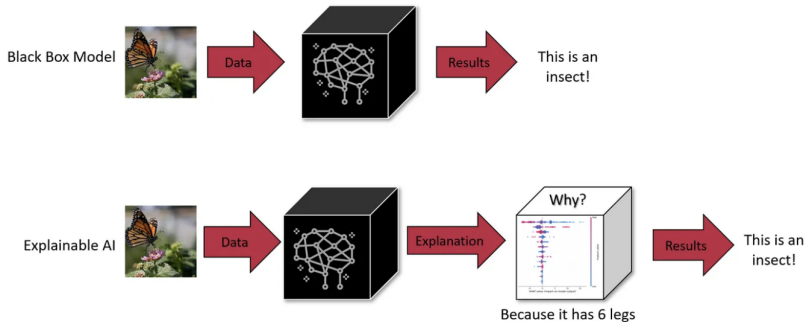 Black Box Model
Data
Results
This is an
insect!
Explainable AI
Data
Explanation
Why?
Because it has 6 legs
Results
This is an
insect!